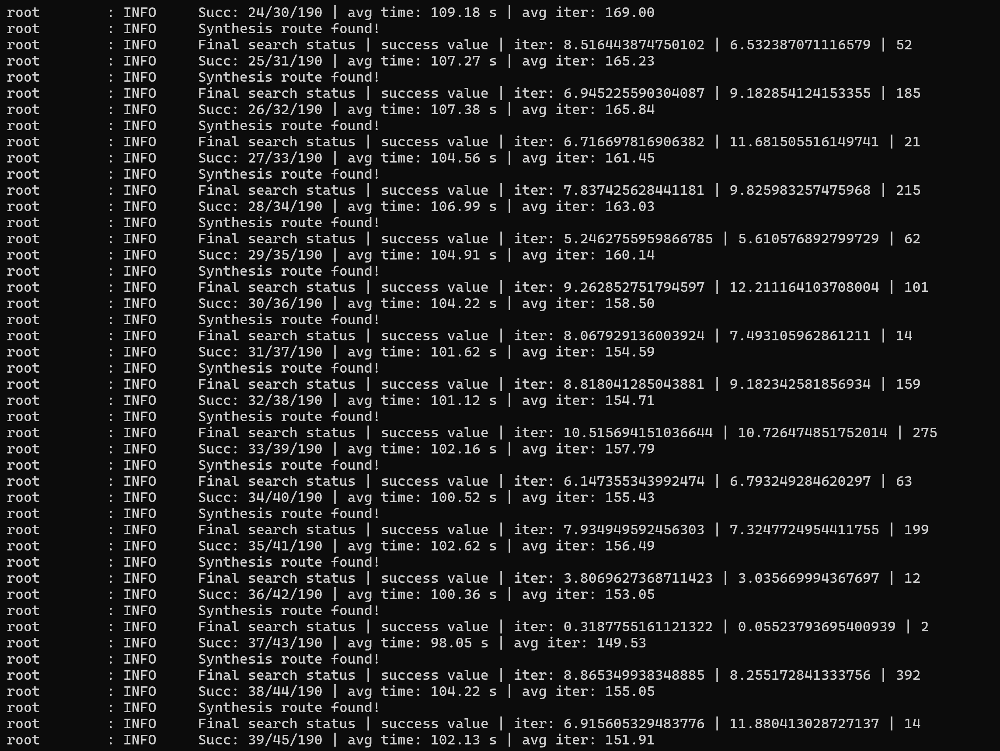 root        : INFO     Succ: 24/30/190 | avg time: 109.18 s | avg iter: 169.00
root        : INFO     Synthesis route found!
root        : INFO     Final search status | success value | iter: 8.516443874750102 | 6.532387071116579 | 52
root        : INFO     Succ: 25/31/190 | avg time: 107.27 s | avg iter: 165.23
root        : INFO     Synthesis route found!
root        : INFO     Final search status | success value | iter: 6.945225590304087 | 9.182854124153355 | 185
root        : INFO     Succ: 26/32/190 | avg time: 107.38 s | avg iter: 165.84
root        : INFO     Synthesis route found!
root        : INFO     Final search status | success value | iter: 6.716697816906382 | 11.681505516149741 | 21
root        : INFO     Succ: 27/33/190 | avg time: 104.56 s | avg iter: 161.45
root        : INFO     Synthesis route found!
root        : INFO     Final search status | success value | iter: 7.837425628441181 | 9.825983257475968 | 215
root        : INFO     Succ: 28/34/190 | avg time: 106.99 s | avg iter: 163.03
root        : INFO     Synthesis route found!
root        : INFO     Final search status | success value | iter: 5.2462755959866785 | 5.610576892799729 | 62
root        : INFO     Succ: 29/35/190 | avg time: 104.91 s | avg iter: 160.14
root        : INFO     Synthesis route found!
root        : INFO     Final search status | success value | iter: 9.262852751794597 | 12.211164103708004 | 101
root        : INFO     Succ: 30/36/190 | avg time: 104.22 s | avg iter: 158.50
root        : INFO     Synthesis route found!
root        : INFO     Final search status | success value | iter: 8.067929136003924 | 7.493105962861211 | 14
root        : INFO     Succ: 31/37/190 | avg time: 101.62 s | avg iter: 154.59
root        : INFO     Synthesis route found!
root        : INFO     Final search status | success value | iter: 8.818041285043881 | 9.182342581856934 | 159
root        : INFO     Succ: 32/38/190 | avg time: 101.12 s | avg iter: 154.71
root        : INFO     Synthesis route found!
root        : INFO     Final search status | success value | iter: 10.515694151036644 | 10.726474851752014 | 275
root        : INFO     Succ: 33/39/190 | avg time: 102.16 s | avg iter: 157.79
root        : INFO     Synthesis route found!
root        : INFO     Final search status | success value | iter: 6.147355343992474 | 6.793249284620297 | 63
root        : INFO     Succ: 34/40/190 | avg time: 100.52 s | avg iter: 155.43
root        : INFO     Synthesis route found!
root        : INFO     Final search status | success value | iter: 7.934949592456303 | 7.3247724954411755 | 199
root        : INFO     Succ: 35/41/190 | avg time: 102.62 s | avg iter: 156.49
root        : INFO     Synthesis route found!
root        : INFO     Final search status | success value | iter: 3.8069627368711423 | 3.035669994367697 | 12
root        : INFO     Succ: 36/42/190 | avg time: 100.36 s | avg iter: 153.05
root        : INFO     Synthesis route found!
root        : INFO     Final search status | success value | iter: 0.3187755161121322 | 0.05523793695400939 | 2
root        : INFO     Succ: 37/43/190 | avg time: 98.05 s | avg iter: 149.53
root        : INFO     Synthesis route found!
root        : INFO     Final search status | success value | iter: 8.865349938348885 | 8.255172841333756 | 392
root        : INFO     Succ: 38/44/190 | avg time: 104.22 s | avg iter: 155.05
root        : INFO     Synthesis route found!
root        : INFO     Final search status | success value | iter: 6.915605329483776 | 11.880413028727137 | 14
root        : INFO     Succ: 39/45/190 | avg time: 102.13 s | avg iter: 151.91